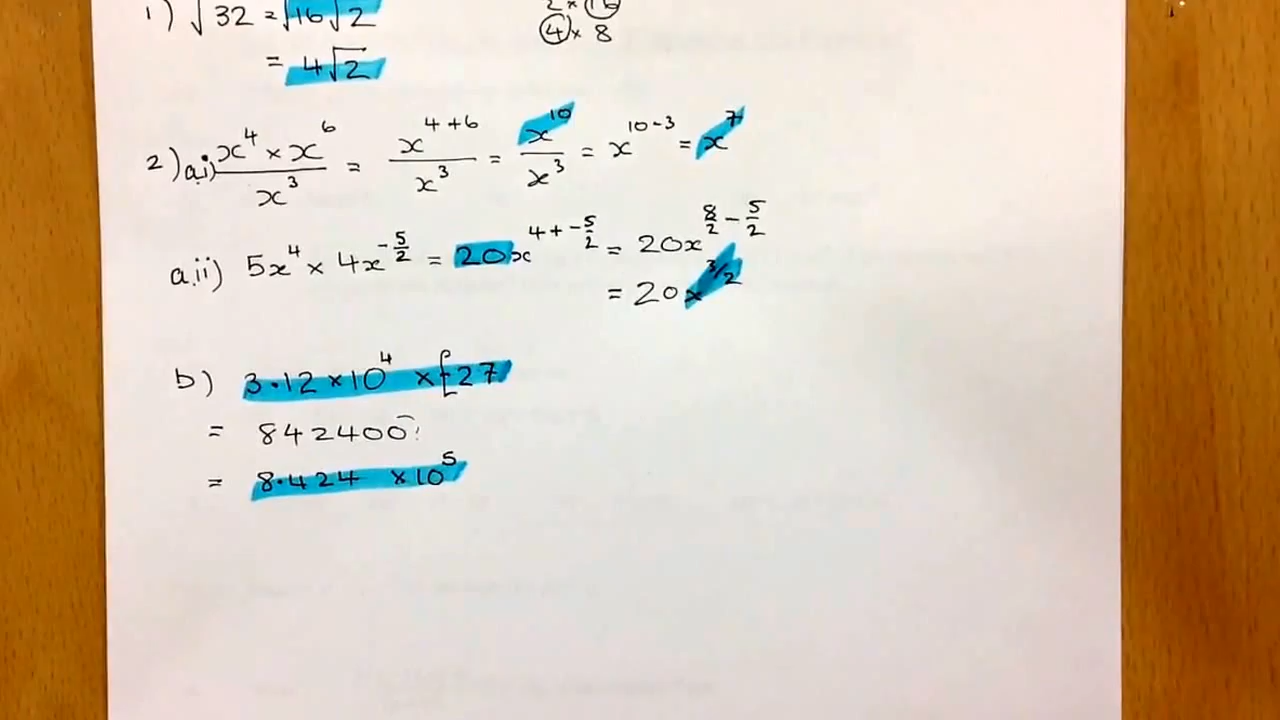 1) √32 = √16 √2
2 × 16
= 4√2
4 × 8
2) a.i) x⁴ × x⁶ / x³ = x⁴⁺⁶ / x³ = x¹⁰ / x³ = x¹⁰⁻³ = x⁷
a.ii) 5x⁴ × 4x^(-5/2) = 20x^(4+-5/2) = 20x^(8/2-5/2)
= 20x^(3/2)
b) 3.12 × 10⁴ × [27
= 842400
= 8.424 × 10⁵